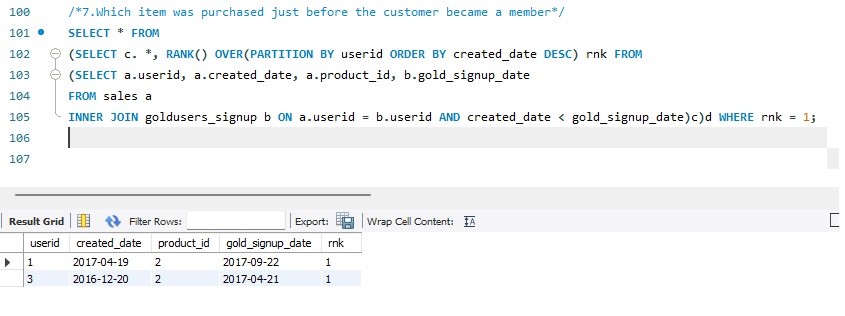 100 /*7.Which item was purchased just before the customer became a member*/
101 SELECT * FROM
102 (SELECT c. *, RANK() OVER(PARTITION BY userid ORDER BY created_date DESC) rnk FROM
103 (SELECT a.userid, a.created_date, a.product_id, b.gold_signup_date
104 FROM sales a
105 INNER JOIN goldusers_signup b ON a.userid = b.userid AND created_date < gold_signup_date)c)d WHERE rnk = 1;
106
107
Result Grid Filter Rows: Export: Wrap Cell Content: IA
userid created_date product_id gold_signup_date rnk
1 2017-04-19 2 2017-09-22 1
3 2016-12-20 2 2017-04-21 1